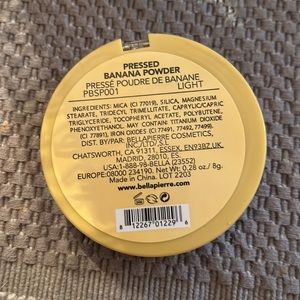 PRESSED
BANANA POWDER
PRESSÉ POUDRE DE BANANE
PBSP001 LIGHT
INGREDIENTS: MICA (CI 77019), SILICA, MAGNESIUM
STEARATE, TRIDECYL TRIMELLITATE, CAPRYLIC/CAPRIC
TRIGLYCERIDE, TOCOPHERYL ACETATE, POLYBUTENE,
PHENOXYETHANOL. MAY CONTAIN: TITANIUM DIOXIDE
(CI 77891), IRON OXIDES (CI 77491, 77492, 77499).
DIST. BY/PAR: BELLAPIERRE COSMETICS
INC/LTD/S.L.
CHATSWORTH, CA 91311, ESSEX, EN93BZ,UK.
MADRID, 28010, ES
USA: 1-888-98-BELLA (23552)
EUROPE:08000 234190. Net Wt; 0.28 oz/ 8g.
Made in China. LOT 2203
www.bellapierre.com
8 12267 01229 6